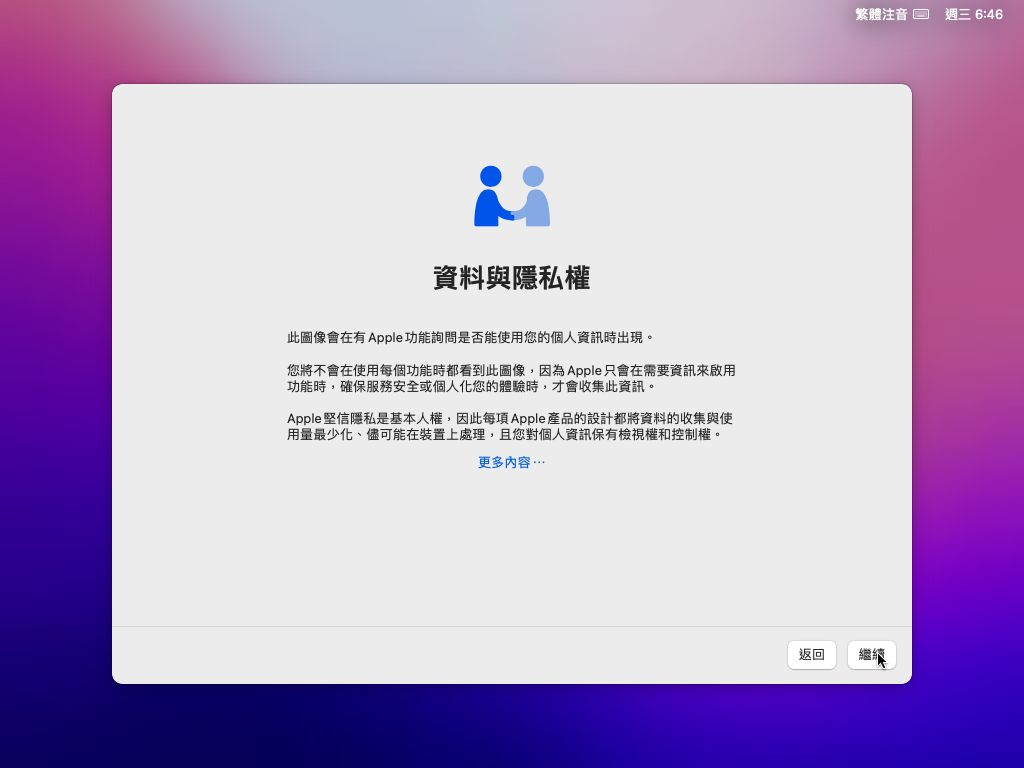 繁體注音 週三 6:46
資料與隱私權
此圖像會在有 Apple 功能詢問是否能使用您的個人資訊時出現。
您將不會在使用每個功能時都看到此圖像，因為 Apple 只會在需要資訊來啟用
功能時，確保服務安全或個人化您的體驗時，才會收集此資訊。
Apple 堅信隱私是基本人權，因此每項 Apple 產品的設計都將資料的收集與使
用量最少化、儘可能在裝置上處理，且您對個人資訊保有檢視權和控制權。
更多內容⋯
返回 繼續